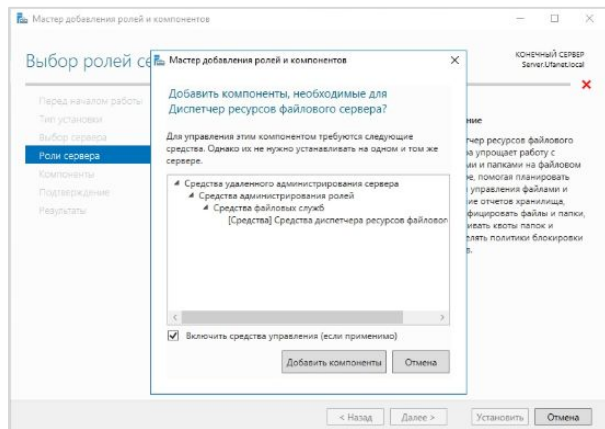 Мастер добавления ролей и компонентов
Выбор ролей се
КОНЕЧНЫЙ СЕРВЕР
Server.Ufanet.local
Перед началом работы
Тип установки
Выбор сервера
Роли сервера
Компоненты
Подтверждение
Результаты
Мастер добавления ролей и компонентов
Добавить компоненты, необходимые для
Диспетчер ресурсов файлового сервера?
Для управления этим компонентом требуются следующие
средства. Однако их не нужно устанавливать на одном и том же
сервере.
Средства удаленного администрирования сервера
Средства администрирования ролей
Средства файловых служб
[Средства] Средства диспетчера ресурсов файловог
Включить средства управления (если применимо)
Добавить компоненты
Отмена
ние
тчер ресурсов файлового
ра упрощает работу с
ми и папками на файловом
ре, помогая планировать
управления файлами и
ие отчетов хранилища,
фицировать файлы и папки,
ивать квоты папок и
елять политики блокировки
в.
< Назад
Далее >
Установить
Отмена